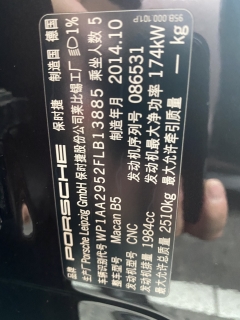 95B.000.101.P
品牌 PORSCHE 保时捷 制造国 德国
生产厂 Porsche Leipzig GmbH 保时捷股份公司莱比锡工厂
车辆识别代号 WP1AA2952FLB13885 乘坐人数 5
整车型号 Macan B5 制造年月 2014.10
发动机型号 CNC 发动机序列号 086531
发动机排量 1984cc 发动机最大净功率 174kW
最大允许总质量 2510kg 最大允许牵引质量 — kg